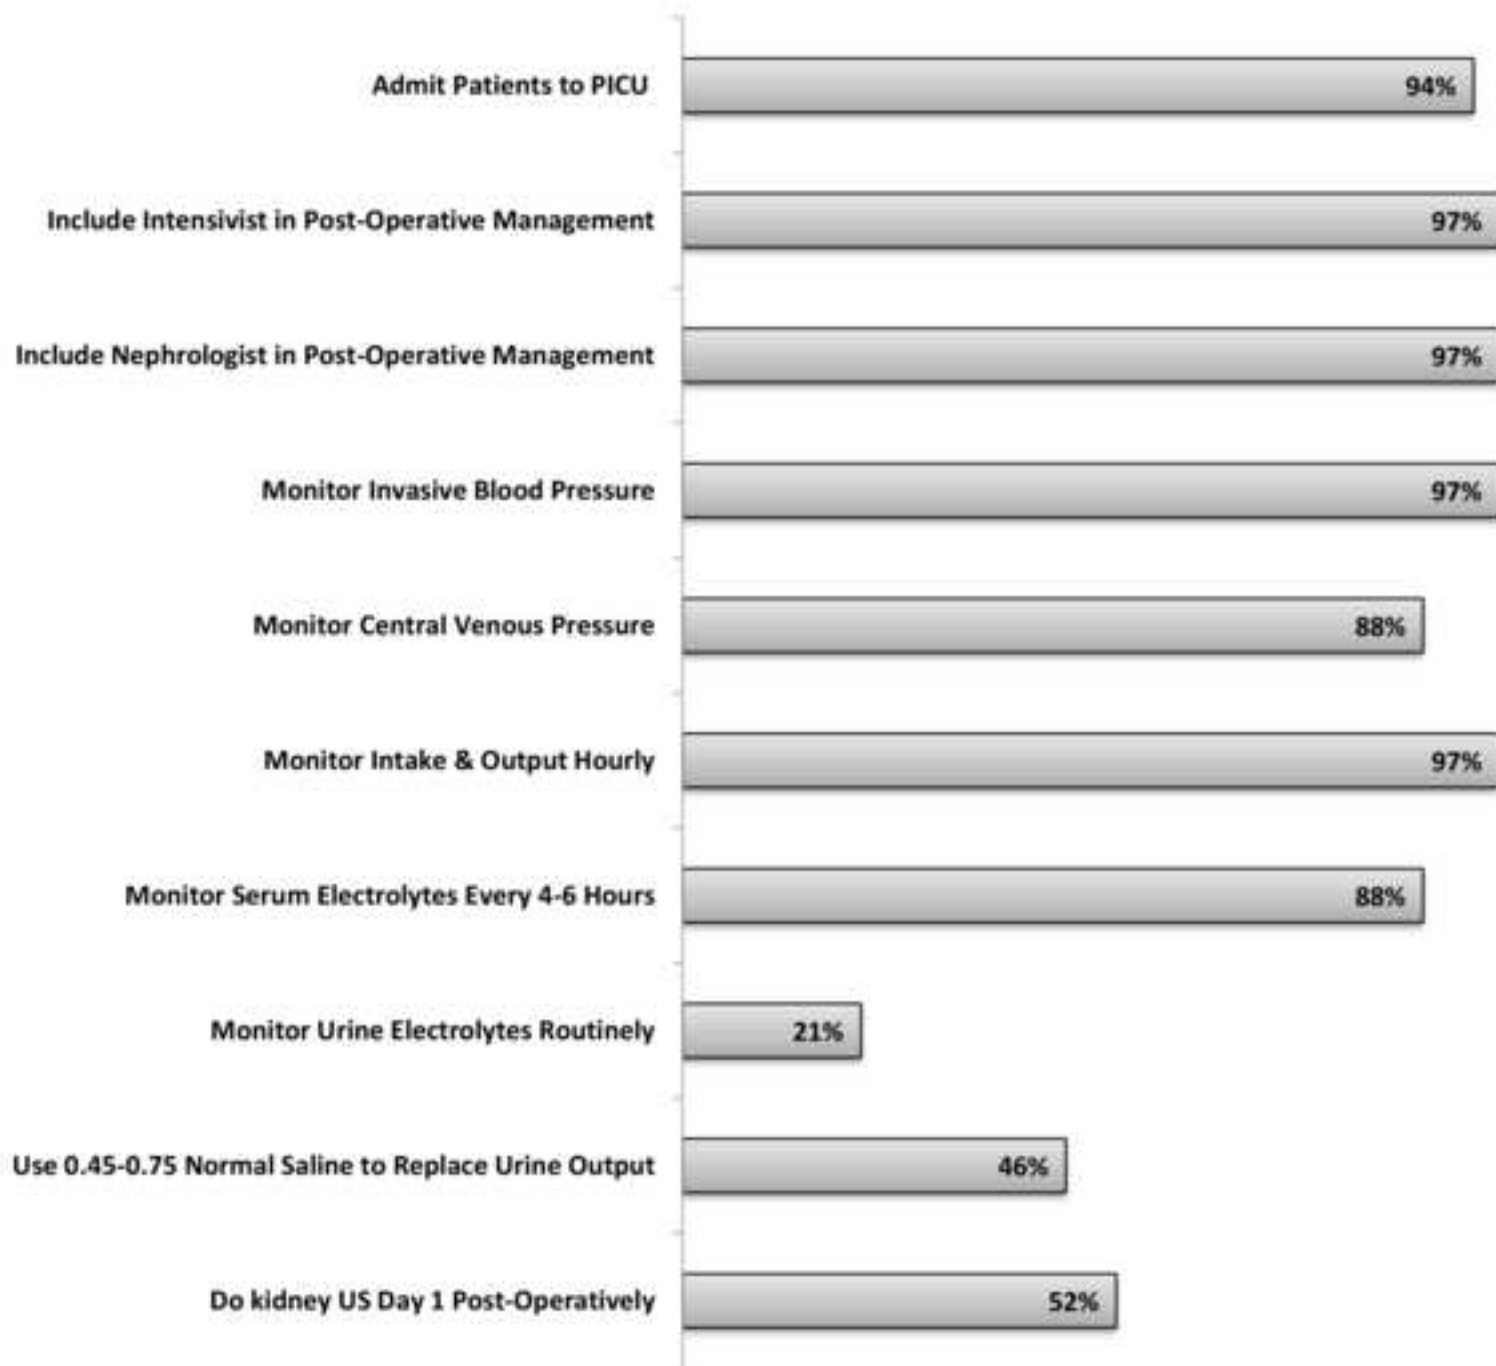 Admit Patients to PICU 94%
Include Intensivist in Post-Operative Management 97%
Include Nephrologist in Post-Operative Management 97%
Monitor Invasive Blood Pressure 97%
Monitor Central Venous Pressure 88%
Monitor Intake & Output Hourly 97%
Monitor Serum Electrolytes Every 4-6 Hours 88%
Monitor Urine Electrolytes Routinely 21%
Use 0.45-0.75 Normal Saline to Replace Urine Output 46%
Do kidney US Day 1 Post-Operatively 52%